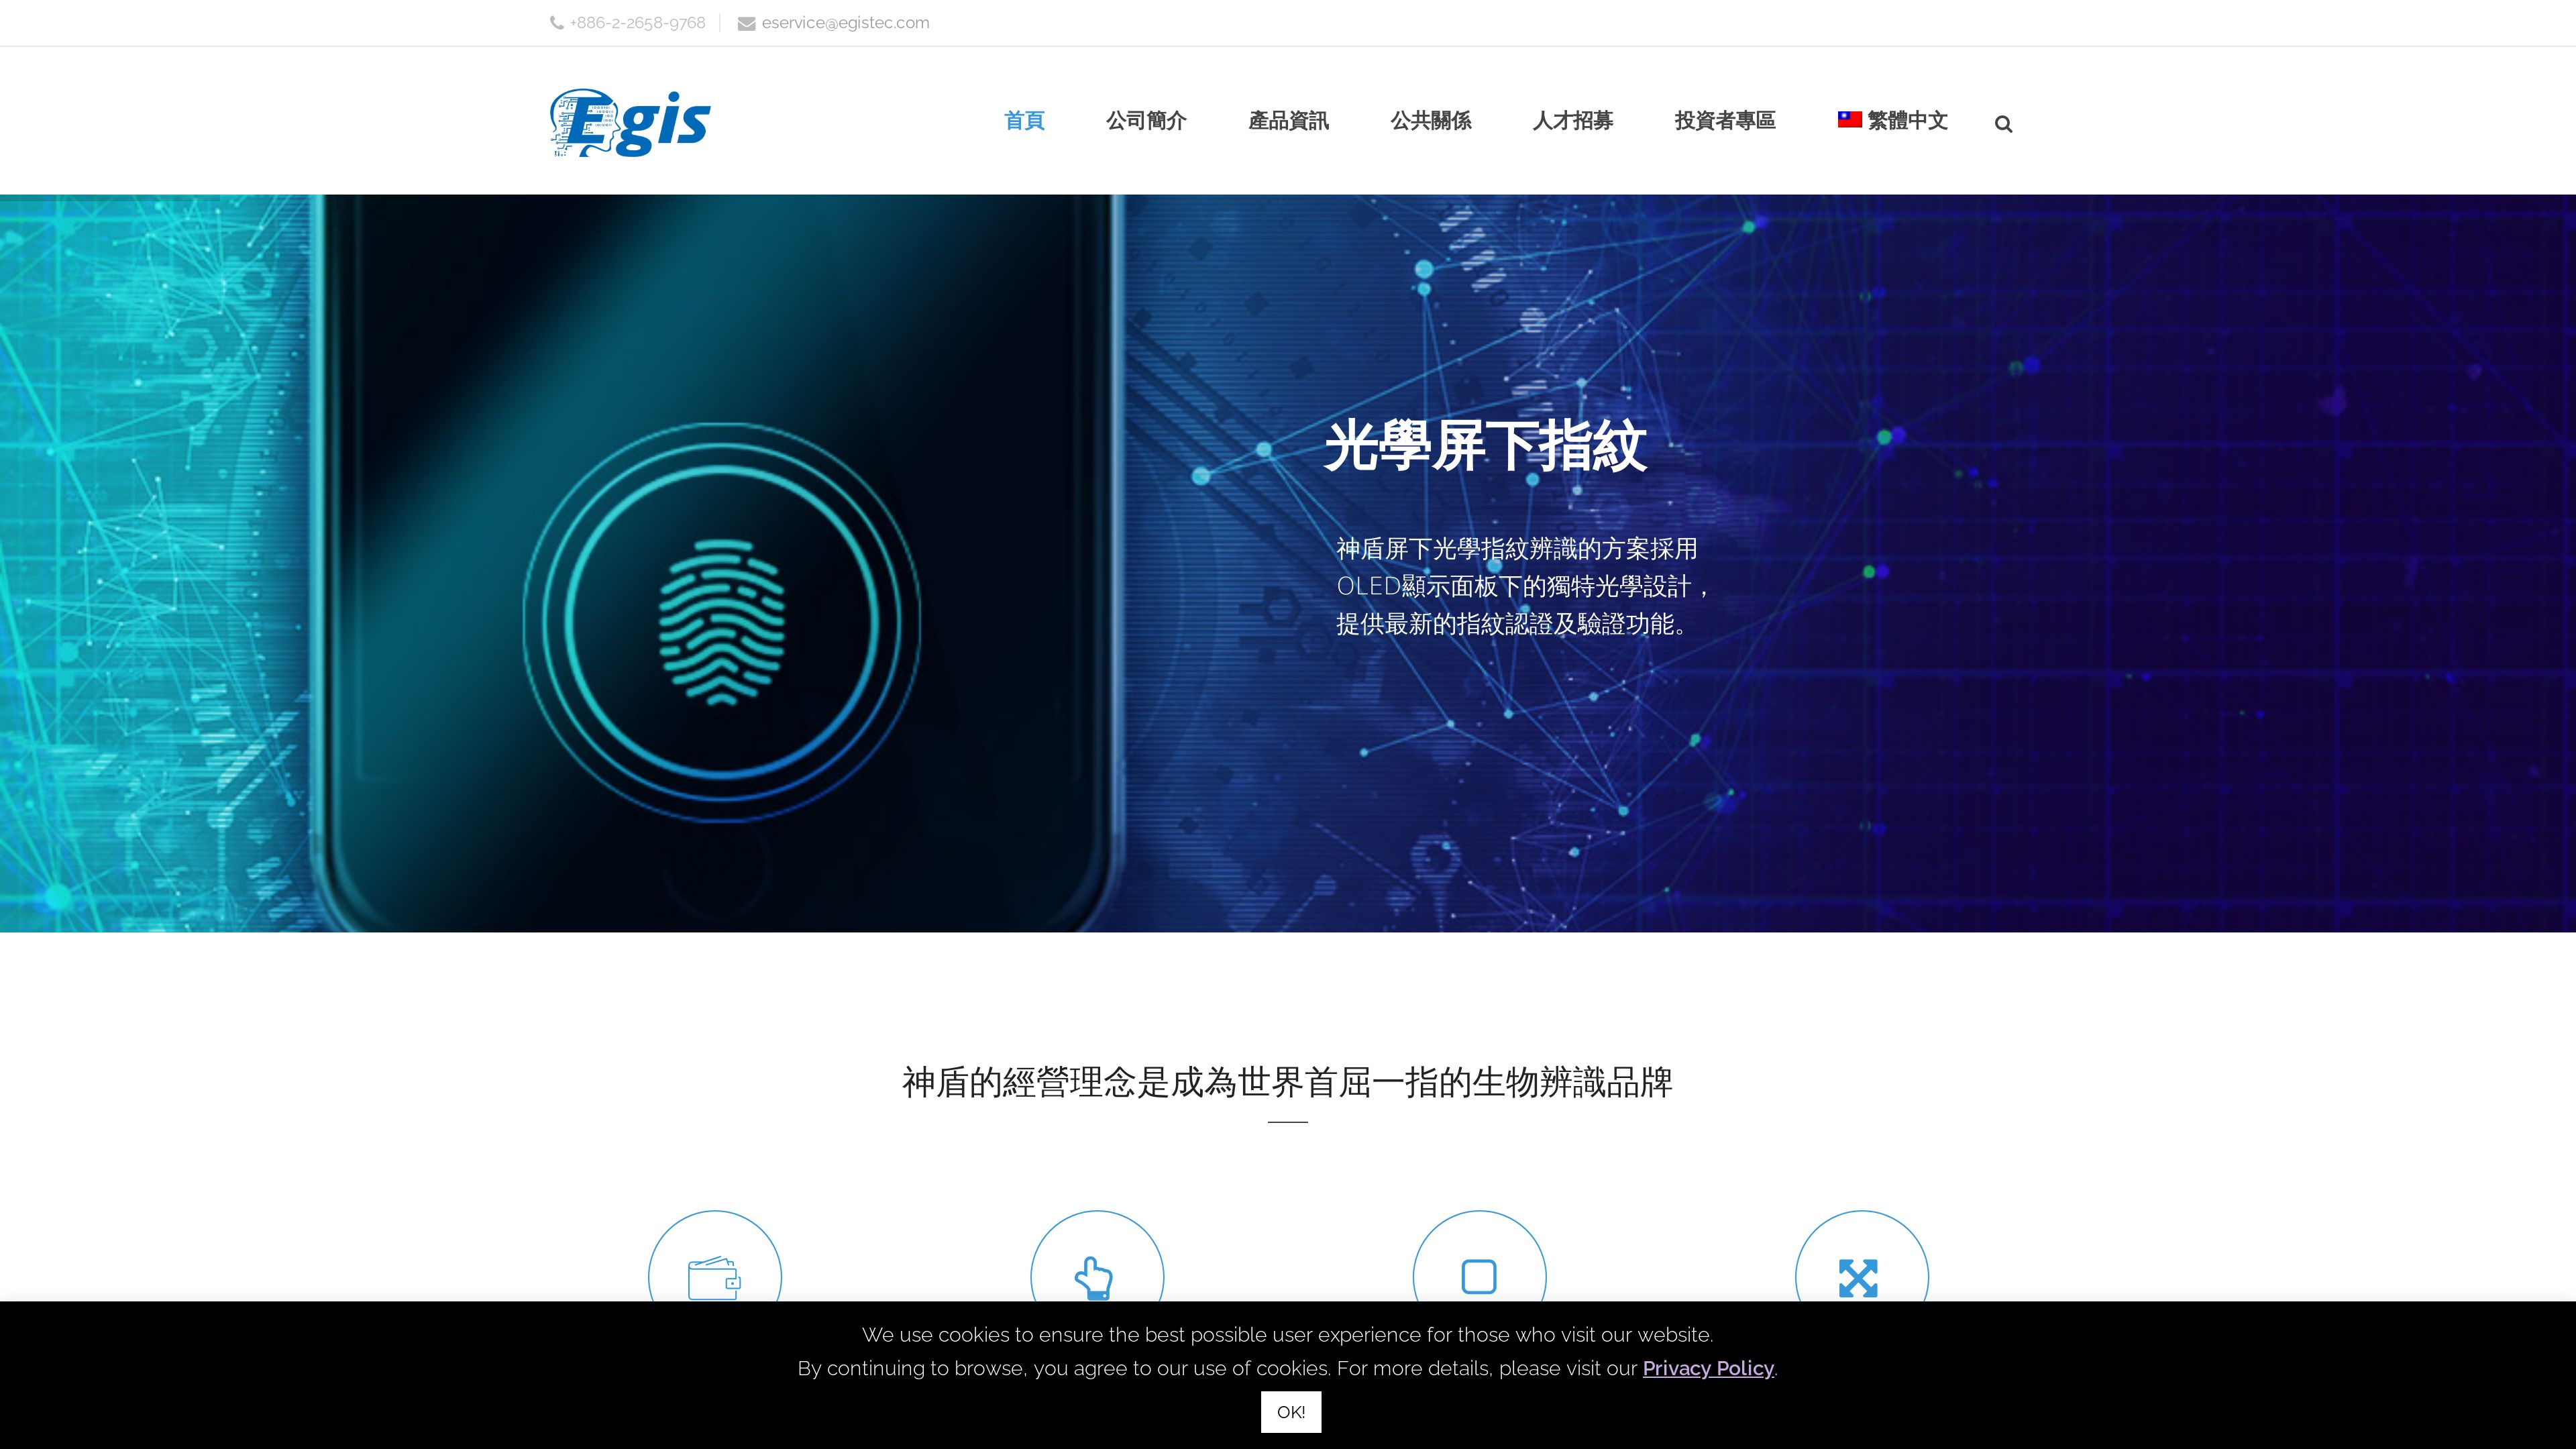 +886-2-2658-9768 eservice@egistec.com
Egis
首頁 公司簡介 產品資訊 公共關係 人才招募 投資者專區 繁體中文
光學屏下指紋
神盾屏下光學指紋辨識的方案採用
OLED顯示面板下的獨特光學設計，
提供最新的指紋認證及驗證功能。
神盾的經營理念是成為世界首屈一指的生物辨識品牌
We use cookies to ensure the best possible user experience for those who visit our website.
By continuing to browse, you agree to our use of cookies. For more details, please visit our Privacy Policy.
OK!